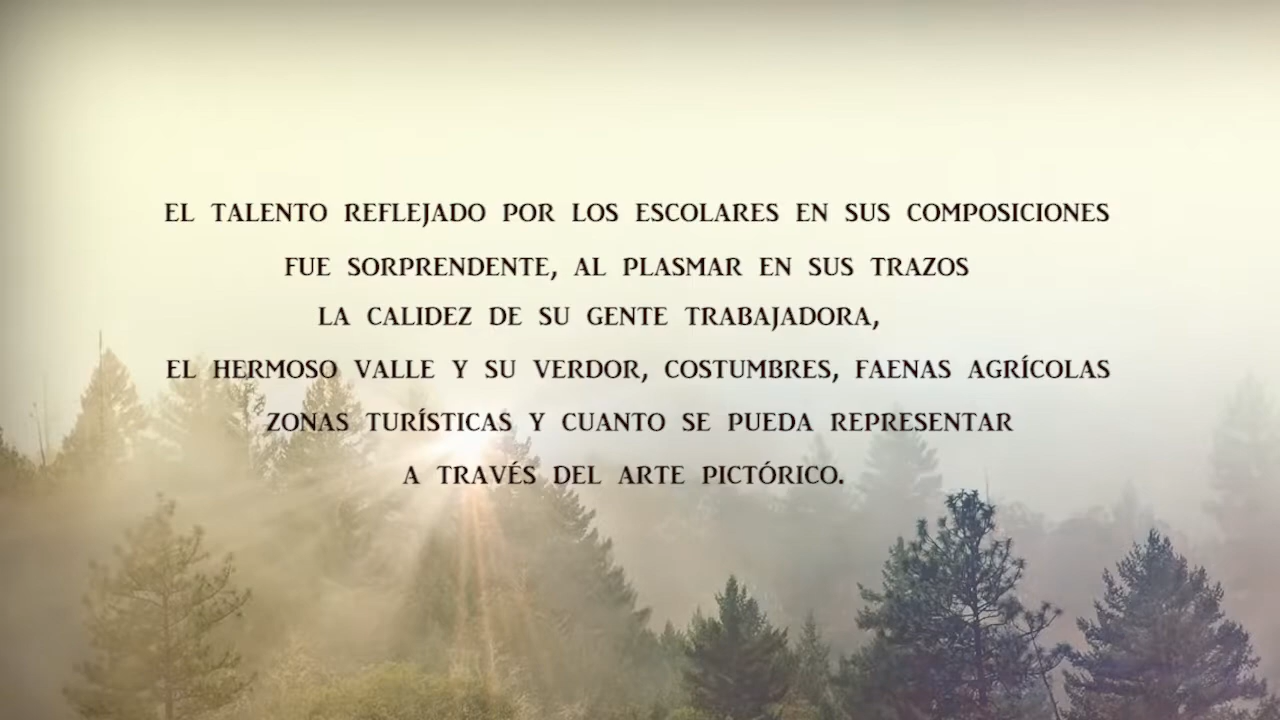 EL TALENTO REFLEJADO POR LOS ESCOLARES EN SUS COMPOSICIONES
FUE SORPRENDENTE, AL PLASMAR EN SUS TRAZOS
LA CALIDEZ DE SU GENTE TRABAJADORA,
EL HERMOSO VALLE Y SU VERDOR, COSTUMBRES, FAENAS AGRÍCOLAS
ZONAS TURÍSTICAS Y CUANTO SE PUEDA REPRESENTAR
A TRAVÉS DEL ARTE PICTÓRICO.